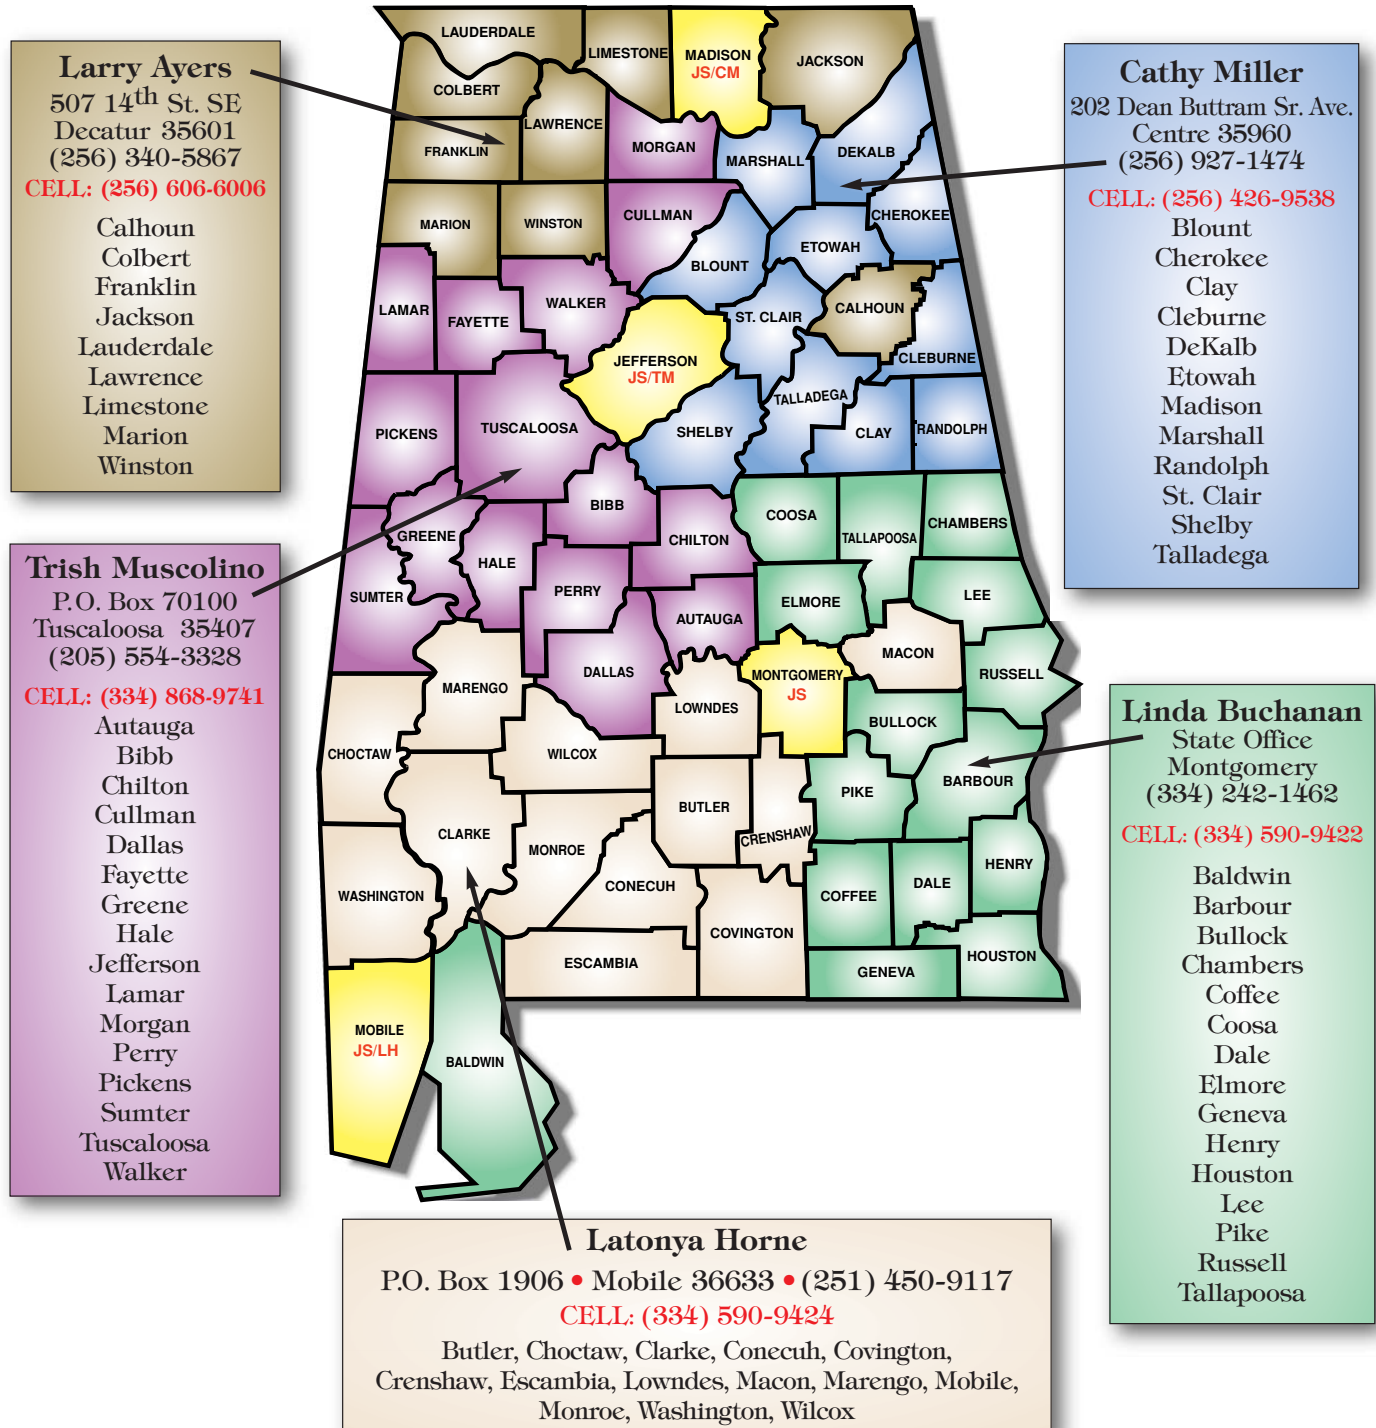 Larry Ayers
507 14th St. SE
Decatur 35601
(256) 340-5867
CELL: (256) 606-6006
Calhoun
Colbert
Franklin
Jackson
Lauderdale
Lawrence
Limestone
Marion
Winston
Trish Muscolino
P.O. Box 70100
Tuscaloosa 35407
(205) 554-3328
CELL: (334) 868-9741
Autauga
Bibb
Chilton
Cullman
Dallas
Fayette
Greene
Hale
Jefferson
Lamar
Morgan
Perry
Pickens
Sumter
Tuscaloosa
Walker
LAUDERDALE
LIMESTONE
MADISON
JS/CM
JACKSON
COLBERT
LAWRENCE
FRANKLIN
MORGAN
MARSHALL
DEKALB
MARION
WINSTON
CULLMAN
CHEROKEE
ETOWAH
BLOUNT
LAMAR
FAYETTE
WALKER
ST. CLAIR
CALHOUN
JEFFERSON
JS/TM
CLEBURNE
TALLADEGA
PICKENS
TUSCALOOSA
SHELBY
CLAY
RANDOLPH
BIBB
COOSA
TALLAPOOSA
CHAMBERS
GREENE
HALE
CHILTON
SUMTER
PERRY
ELMORE
LEE
AUTAUGA
DALLAS
MONTGOMERY
JS
MACON
RUSSELL
MARENGO
LOWNDES
BULLOCK
CHOCTAW
WILCOX
BARBOUR
PIKE
BUTLER
CLARKE
CRENSHAW
MONROE
HENRY
WASHINGTON
CONECUH
COFFEE
DALE
COVINGTON
HOUSTON
ESCAMBIA
GENEVA
MOBILE
JS/LH
BALDWIN
Cathy Miller
202 Dean Buttram Sr. Ave.
Centre 35960
(256) 927-1474
CELL: (256) 426-9538
Blount
Cherokee
Clay
Cleburne
DeKalb
Etowah
Madison
Marshall
Randolph
St. Clair
Shelby
Talladega
Linda Buchanan
State Office
Montgomery
(334) 242-1462
CELL: (334) 590-9422
Baldwin
Barbour
Bullock
Chambers
Coffee
Coosa
Dale
Elmore
Geneva
Henry
Houston
Lee
Pike
Russell
Tallapoosa
Latonya Horne
P.O. Box 1906 • Mobile 36633 • (251) 450-9117
CELL: (334) 590-9424
Butler, Choctaw, Clarke, Conecuh, Covington,
Crenshaw, Escambia, Lowndes, Macon, Marengo, Mobile,
Monroe, Washington, Wilcox